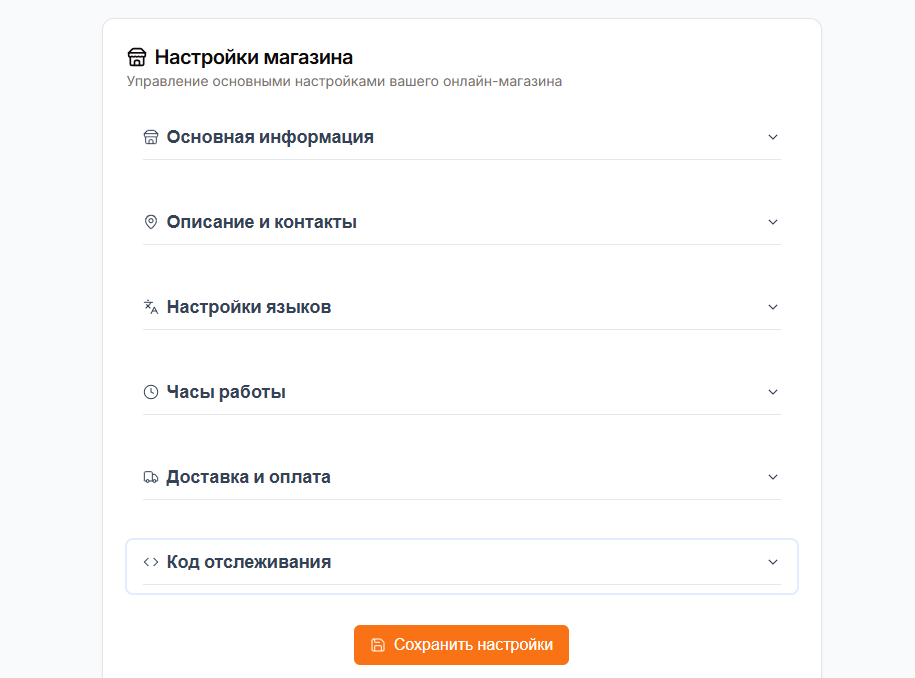 Настройки магазина
Управление основными настройками вашего онлайн-магазина
Основная информация
Описание и контакты
Настройки языков
Часы работы
Доставка и оплата
Код отслеживания
Сохранить настройки